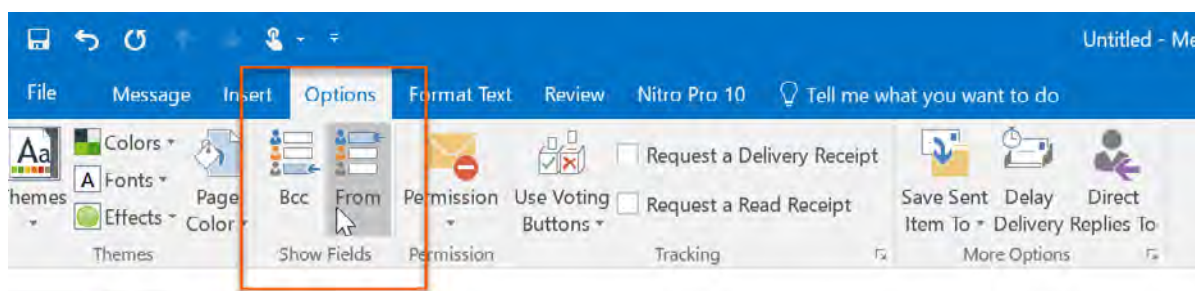 Untitled - Me
File Message Insert Options Format Text Review Nitro Pro 10 Tell me what you want to do
Aa Colors
A Fonts
Effects
hemes
Page Color
Bcc From
Permission
Use Voting Buttons
Request a Delivery Receipt
Request a Read Receipt
Save Sent Item To
Delay Delivery
Direct Replies To
Themes Show Fields Permission Tracking More Options